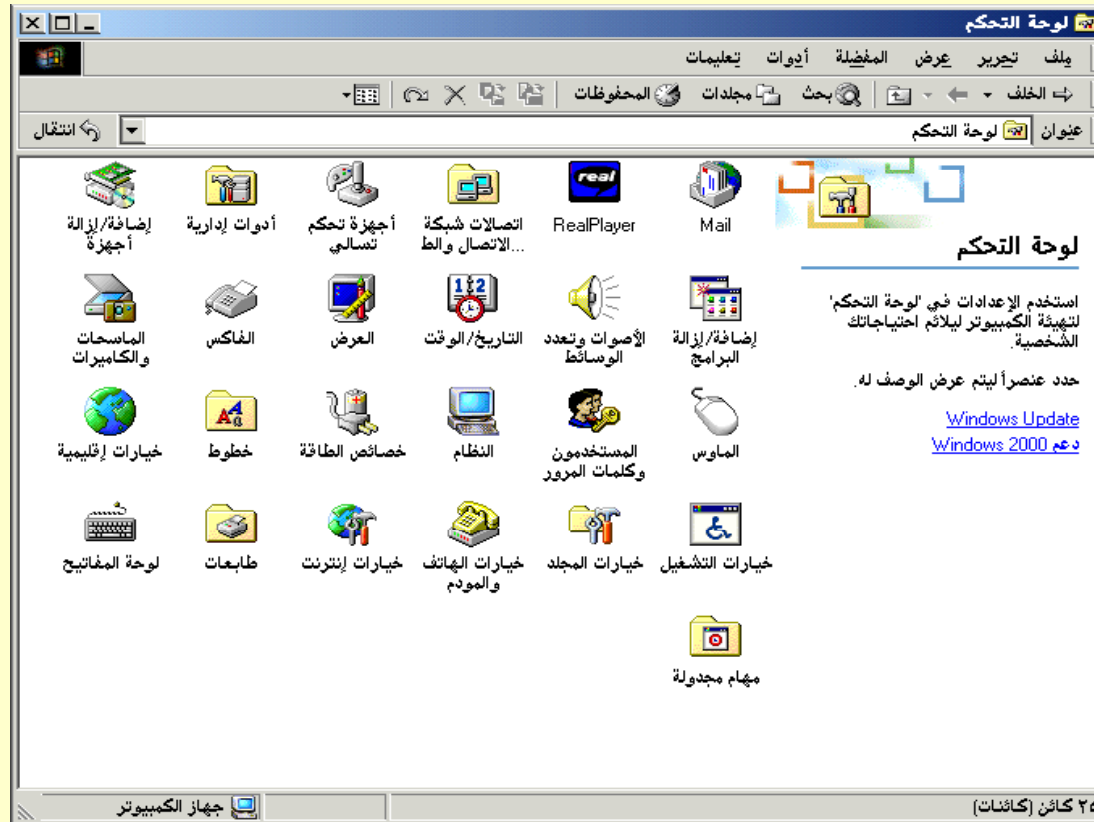 لوحة التحكم
ملف تحرير عرض المفضلة أدوات تعليمات
الخلف بحث مجلدات المحفوظات
عنوان لوحة التحكم انتقال
لوحة التحكم
استخدم الإعدادات في 'لوحة التحكم'
لتهيئة الكمبيوتر ليلائم احتياجاتك
الشخصية.
حدد عنصراً ليتم عرض الوصف له.
Windows Update
دعم Windows 2000
Mail
RealPlayer
اتصالات شبكة
الاتصال والط...
أجهزة تحكم
تسالي
أدوات إدارية
إضافة/إزالة
أجهزة
إضافة/إزالة
البرامج
الأصوات وتعدد
الوسائط
التاريخ/الوقت
العرض
الفاكس
الماسحات
والكاميرات
الماوس
المستخدمون
وكلمات المرور
النظام
خصائص الطاقة
خطوط
خيارات إقليمية
خيارات التشغيل
خيارات المجلد
خيارات الهاتف
والمودم
خيارات إنترنت
طابعات
لوحة المفاتيح
مهام مجدولة
٢٥ كائن (كائنات)
جهاز الكمبيوتر
real